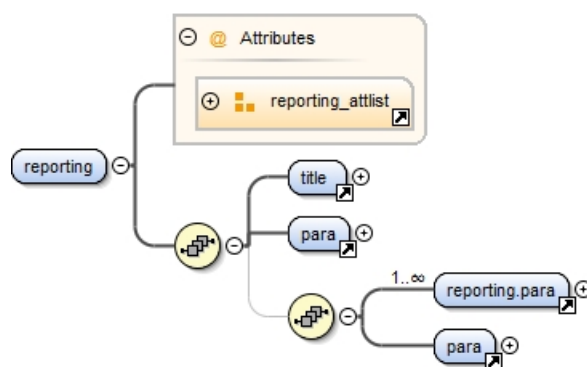 @ Attributes
reporting_attlist
reporting
title
para
1..∞
reporting.para
para